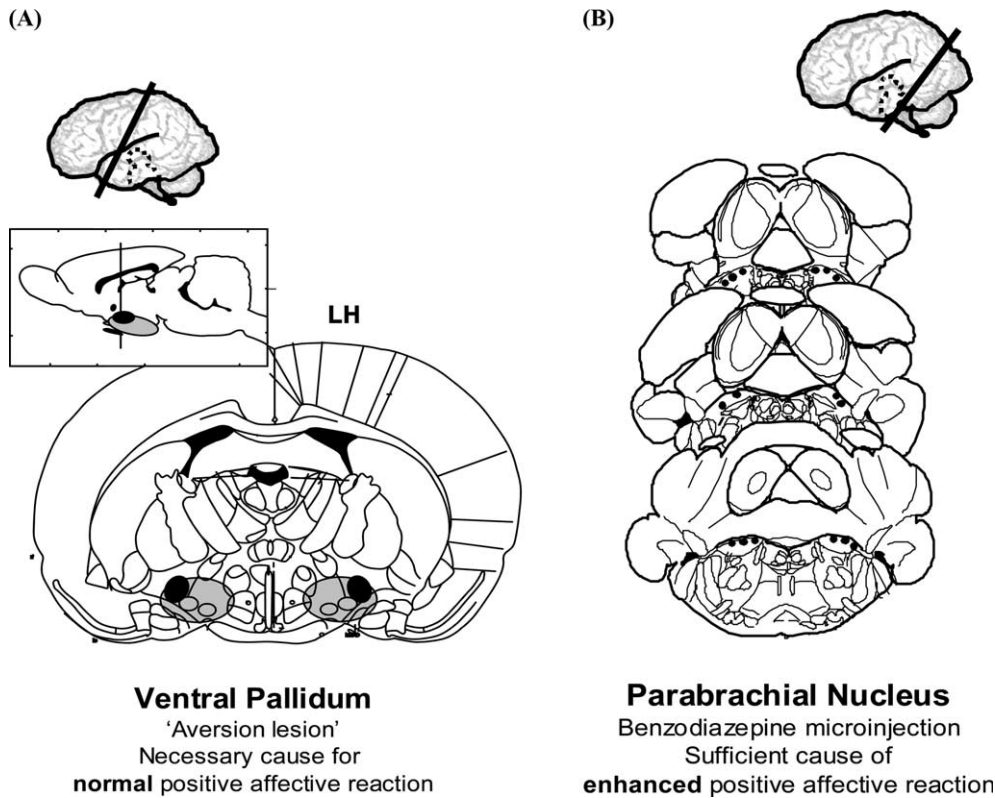 (A)
(B)
LH
Ventral Pallidum
'Aversion lesion'
Necessary cause for
normal positive affective reaction
Parabrachial Nucleus
Benzodiazepine microinjection
Sufficient cause of
enhanced positive affective reaction